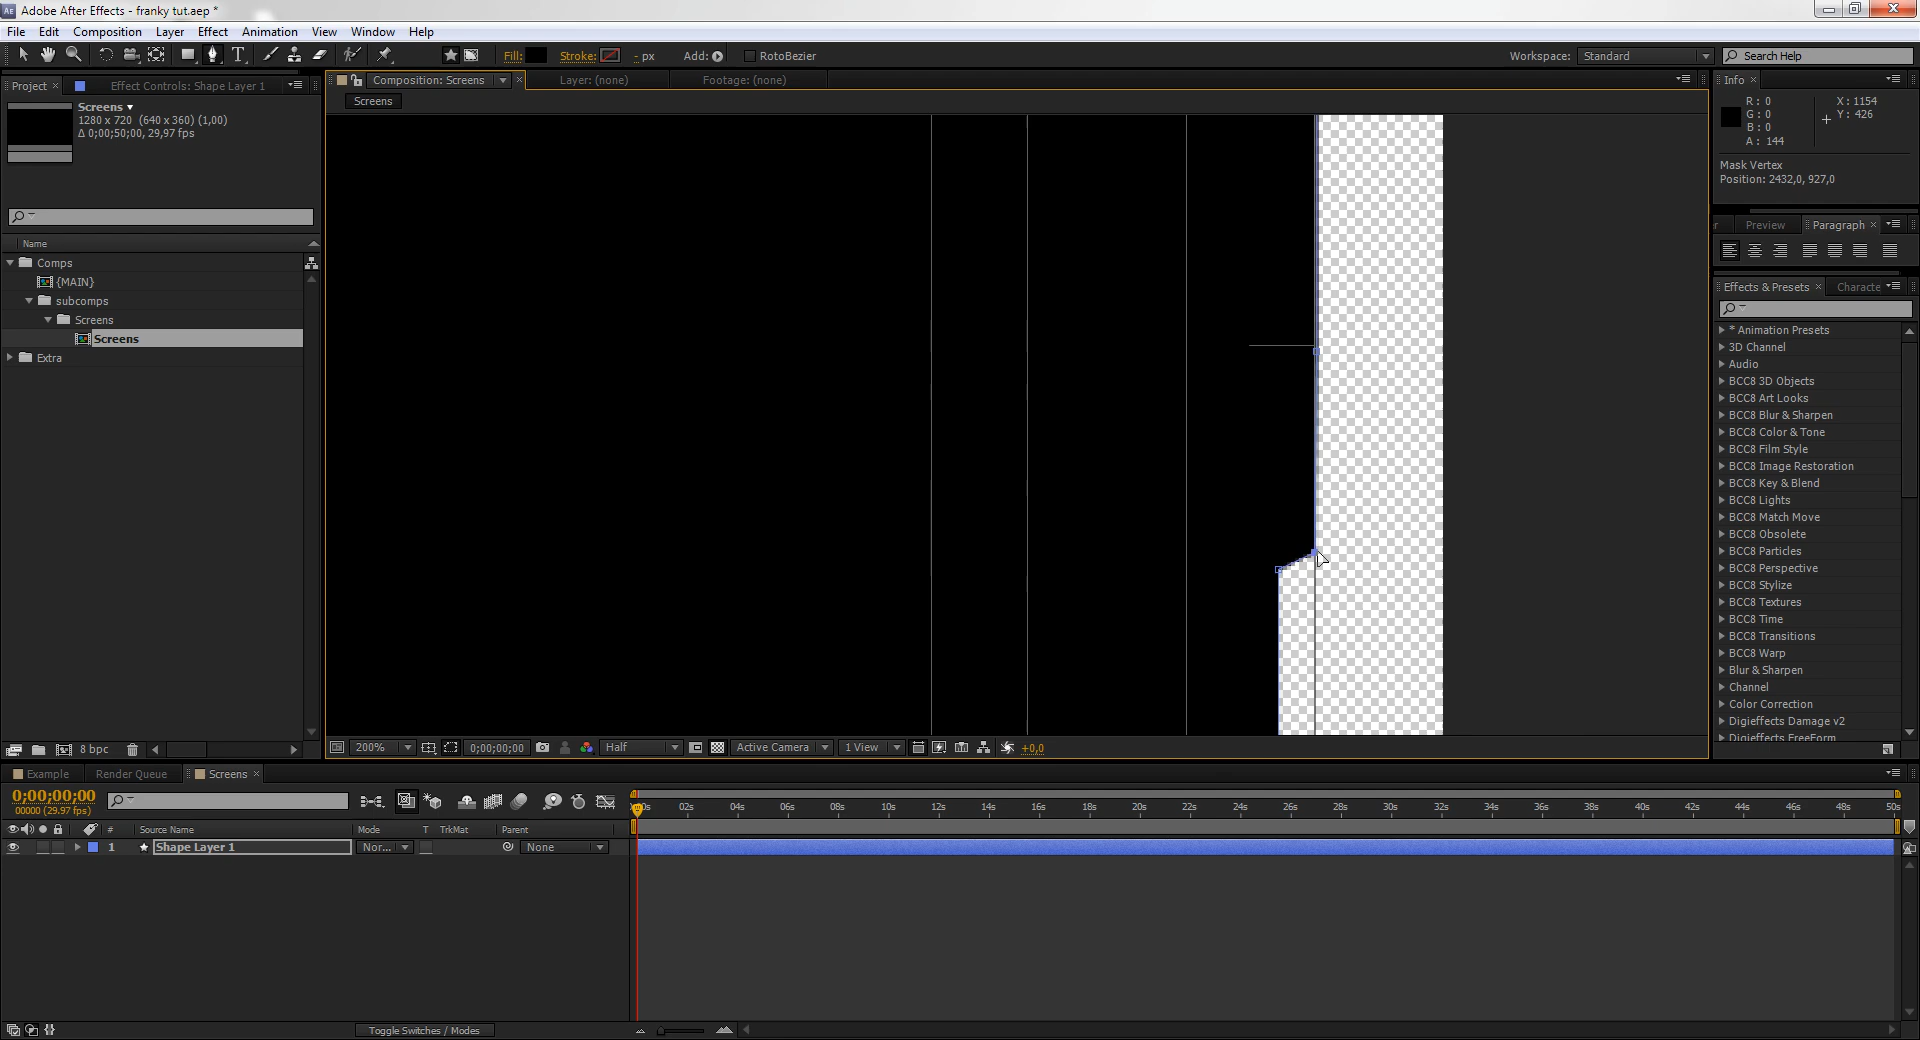 Adobe After Effects - franky tut.aep *
File Edit Composition Layer Effect Animation View Window Help
Fill: Stroke: - px Add: RotoBezier Workspace: Standard Search Help
Project Effect Controls: Shape Layer 1
Screens
1280 x 720 (640 x 360) (1,00)
Δ 0;00;50;00, 29,97 fps)
Name
Comps
{MAIN}
subcomps
Screens
Screens
Extra
8 bpc
Composition: Screens Layer: (none) Footage: (none)
Screens
200% 0;00;00;00 Half Active Camera 1 View +0,0
Info
R: 0
G: 0
B: 0
A: 144
X: 1154
Y: 426
Mask Vertex
Position: 2432,0, 927,0
Preview Paragraph
Effects & Presets Characte
* Animation Presets
3D Channel
Audio
BCC8 3D Objects
BCC8 Art Looks
BCC8 Blur & Sharpen
BCC8 Color & Tone
BCC8 Film Style
BCC8 Image Restoration
BCC8 Key & Blend
BCC8 Lights
BCC8 Match Move
BCC8 Obsolete
BCC8 Particles
BCC8 Perspective
BCC8 Stylize
BCC8 Textures
BCC8 Time
BCC8 Transitions
BCC8 Warp
Blur & Sharpen
Channel
Color Correction
Digieffects Damage v2
Digieffects FreeForm
Example Render Queue Screens
0;00;00;00
00000 (29.97 fps)
02s 04s 06s 08s 10s 12s 14s 16s 18s 20s 22s 24s 26s 28s 30s 32s 34s 36s 38s 40s 42s 44s 46s 48s 50s
# Source Name Mode T TrkMat Parent
1 Shape Layer 1 Nor... None
Toggle Switches / Modes